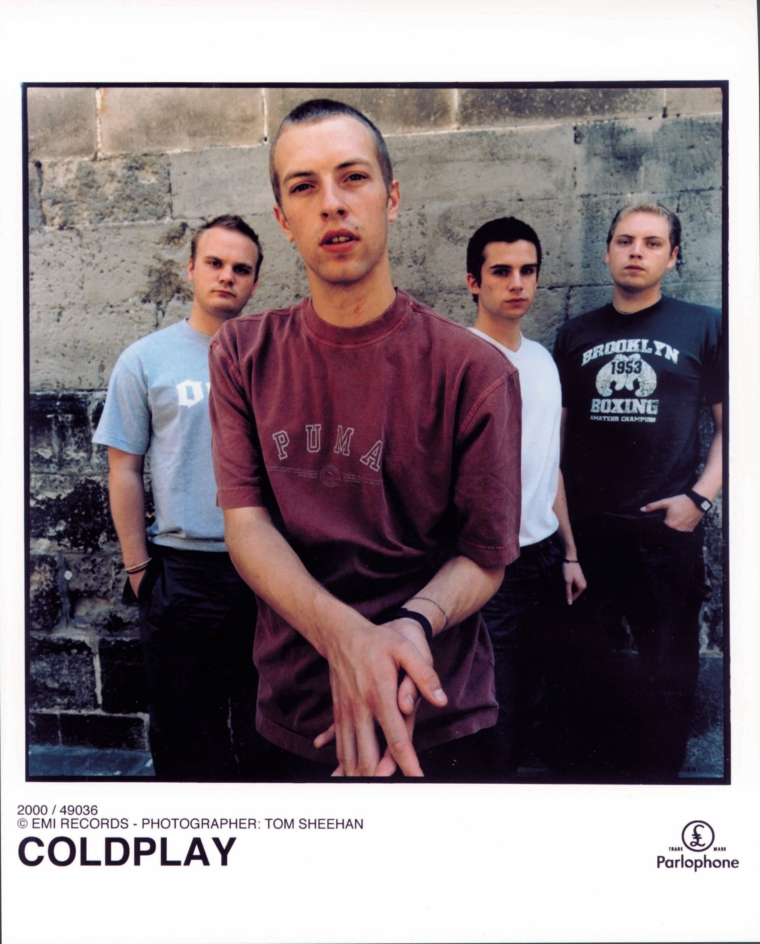 O
PUMA
BROOKLYN
1953
BOXING
AMATEUR CHAMPION
2000 / 49036
© EMI RECORDS - PHOTOGRAPHER: TOM SHEEHAN
COLDPLAY
£
TRADE MARK
Parlophone